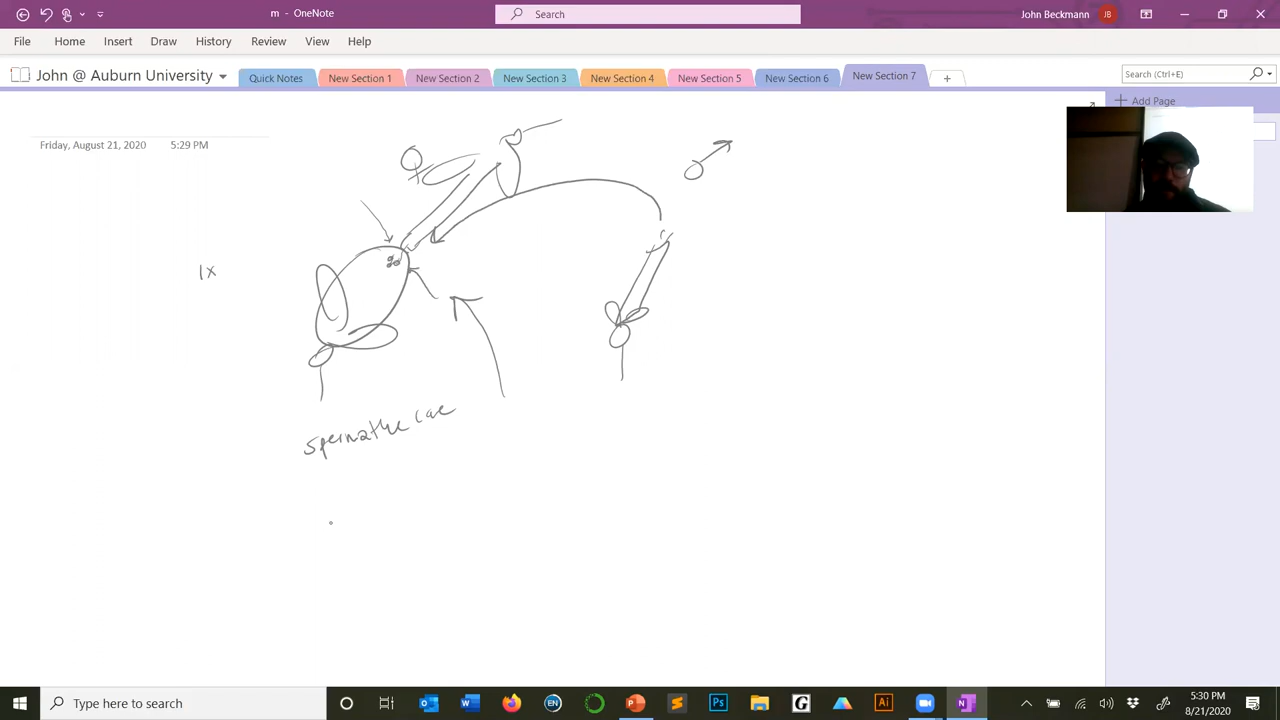 m - OneNote
Search
John Beckmann
JB
File Home Insert Draw History Review View Help
John @ Auburn University
Quick Notes New Section 1 New Section 2 New Section 3 New Section 4 New Section 5 New Section 6 New Section 7
Search (Ctrl+E)
Add Page
Friday, August 21, 2020 5:29 PM
1x
spermathecae
Type here to search
5:30 PM
8/21/2020